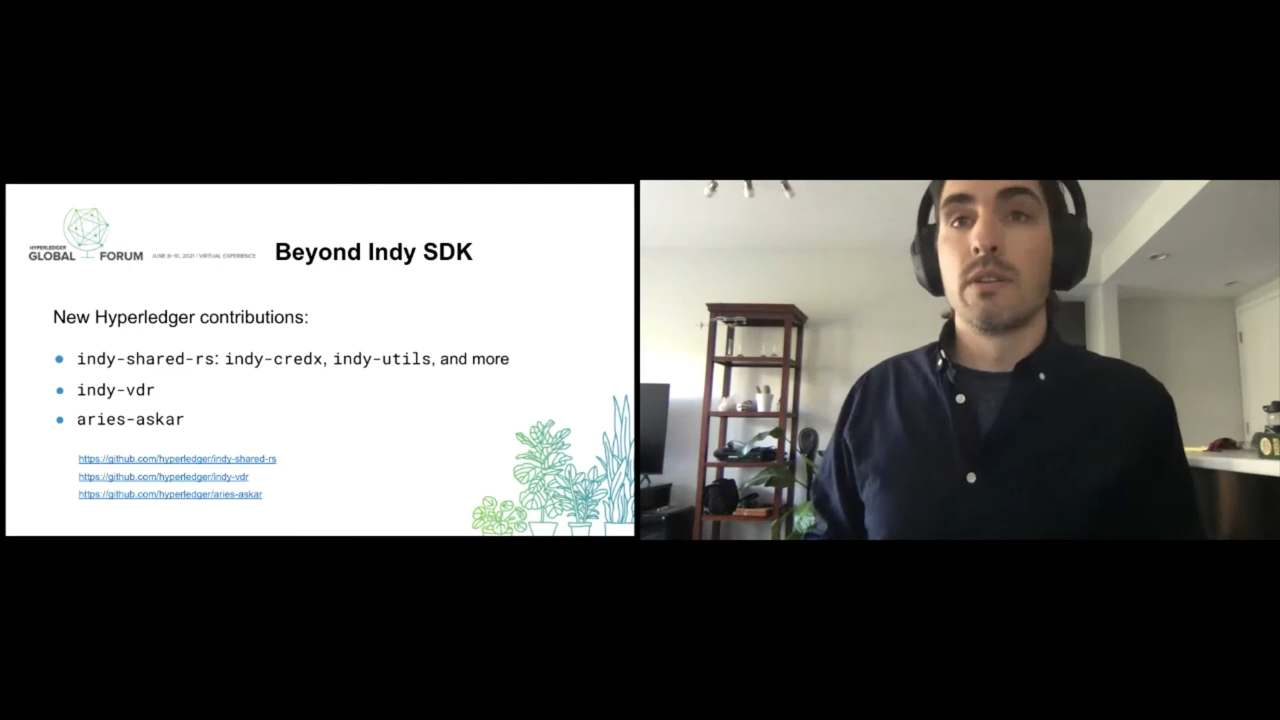 HYPERLEDGER
GLOBAL FORUM JUNE 8-10, 2021 / VIRTUAL EXPERIENCE
Beyond Indy SDK
New Hyperledger contributions:
● indy-shared-rs: indy-credx, indy-utils, and more
● indy-vdr
● aries-askar
https://github.com/hyperledger/indy-shared-rs
https://github.com/hyperledger/indy-vdr
https://github.com/hyperledger/aries-askar